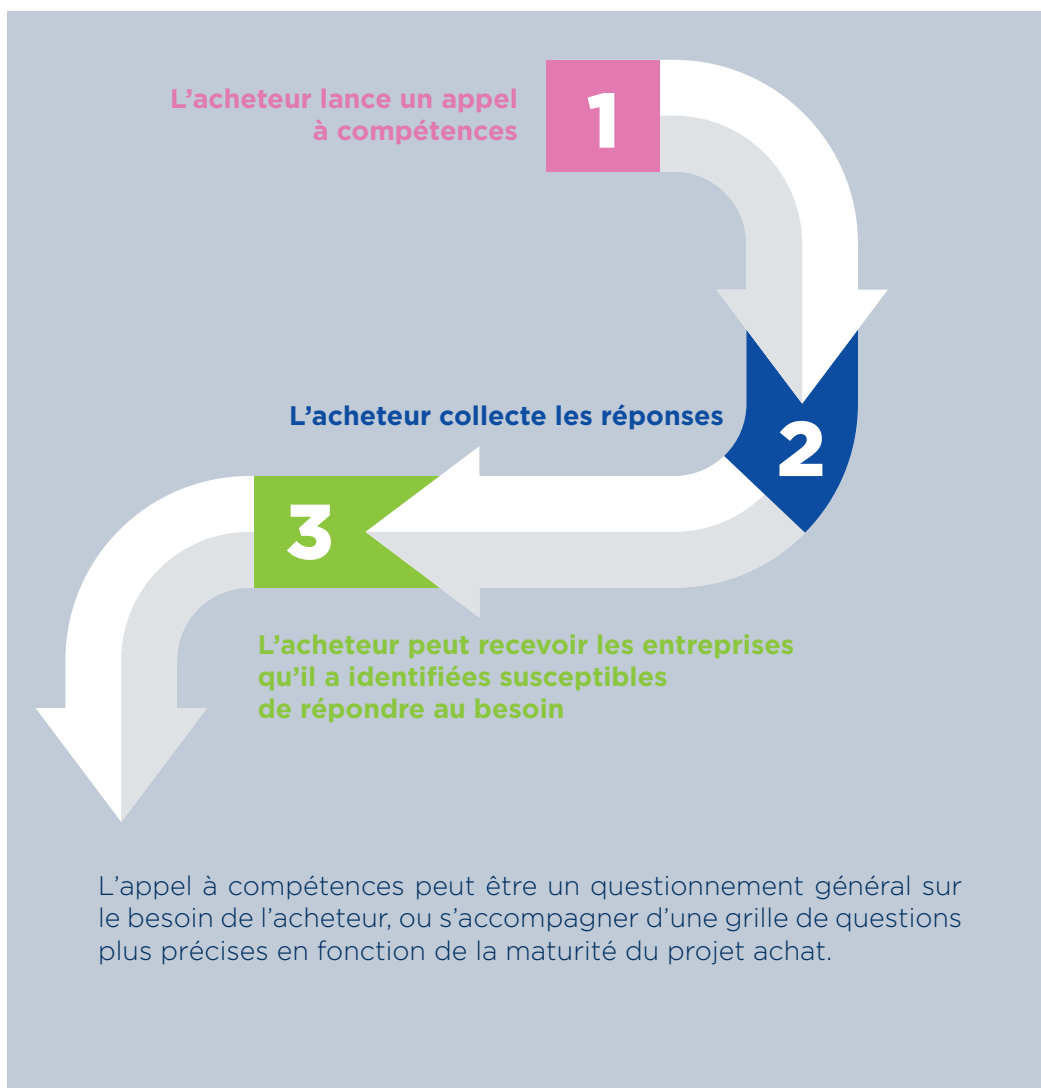 L’acheteur lance un appel
à compétences
1
L’acheteur collecte les réponses
2
3
L’acheteur peut recevoir les entreprises
qu’il a identifiées susceptibles
de répondre au besoin
L’appel à compétences peut être un questionnement général sur
le besoin de l’acheteur, ou s’accompagner d’une grille de questions
plus précises en fonction de la maturité du projet achat.